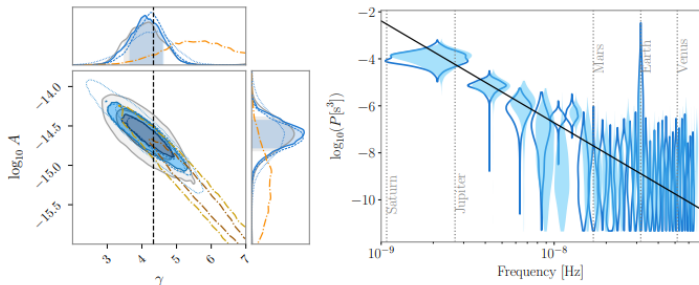 −14.0
−14.5
−15.0
−15.5
log₁₀ A
3
4
5
6
7
γ
−2
−4
−6
−8
−10
log₁₀(P[s³])
Saturn
Jupiter
Mars
Earth
Venus
10⁻⁹
10⁻⁸
Frequency [Hz]